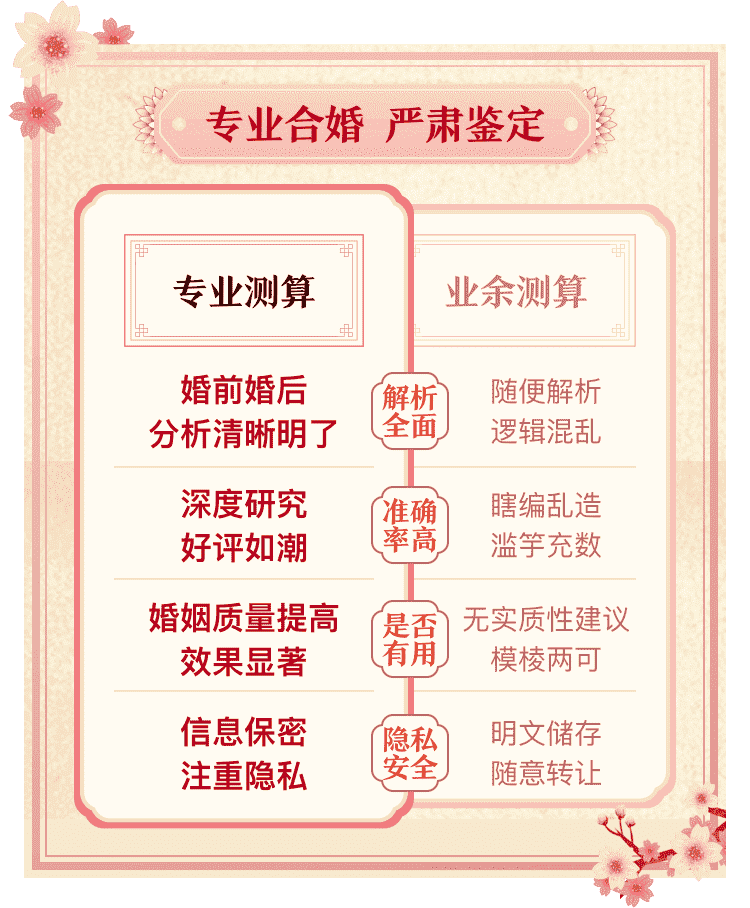 专业合婚 严肃鉴定
专业测算
业余测算
婚前婚后
分析清晰明了
解析
全面
随便解析
逻辑混乱
深度研究
好评如潮
准确
率高
瞎编乱造
滥竽充数
婚姻质量提高
效果显著
是否
有用
无实质性建议
模棱两可
信息保密
注重隐私
隐私
安全
明文储存
随意转让